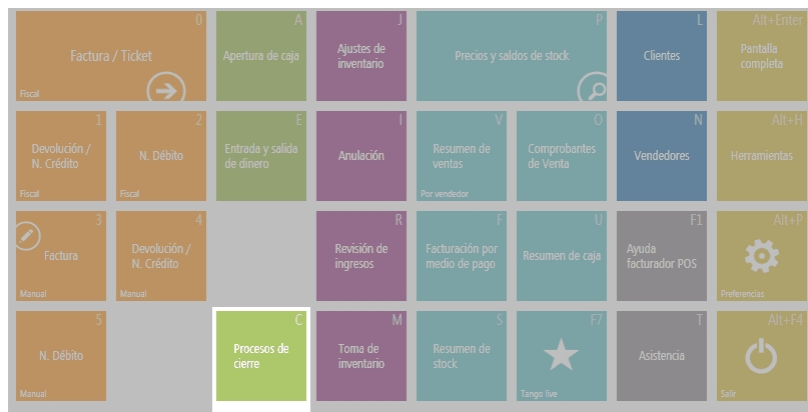 0
Factura / Ticket
Fiscal
A
Apertura de caja
J
Ajustes de
inventario
P
Precios y saldos de stock
L
Clientes
Alt+Enter
Pantalla
completa
1
Devolución /
N. Crédito
Fiscal
2
N. Débito
Fiscal
E
Entrada y salida
de dinero
I
Anulación
V
Resumen de
ventas
Por vendedor
O
Comprobantes
de Venta
N
Vendedores
Alt+H
Herramientas
3
Factura
Manual
4
Devolución /
N. Crédito
Manual
R
Revisión de
ingresos
F
Facturación por
medio de pago
U
Resumen de caja
F1
Ayuda
facturador POS
Alt+P
Preferencias
5
N. Débito
Manual
C
Procesos de
cierre
M
Toma de
inventario
S
Resumen de
stock
F7
Tango live
T
Asistencia
Alt+F4
Salir